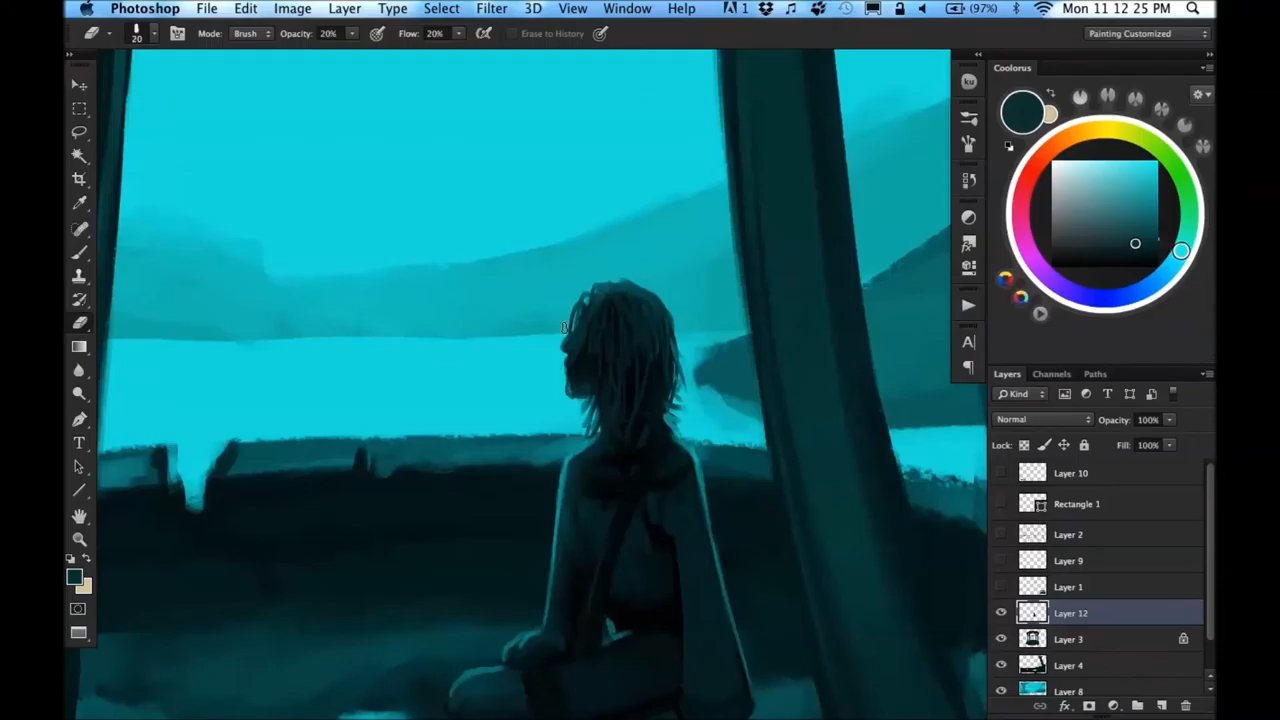 Photoshop File Edit Image Layer Type Select Filter 3D View Window Help 1 (97%) Mon 11 12 25 PM
20 Mode: Brush Opacity: 20% Flow: 20% Erase to History Painting Customized
Coolorus
Layers Channels Paths
Kind
Normal Opacity: 100%
Lock: Fill: 100%
Layer 10
Rectangle 1
Layer 2
Layer 9
Layer 1
Layer 12
Layer 3
Layer 4
Layer 8